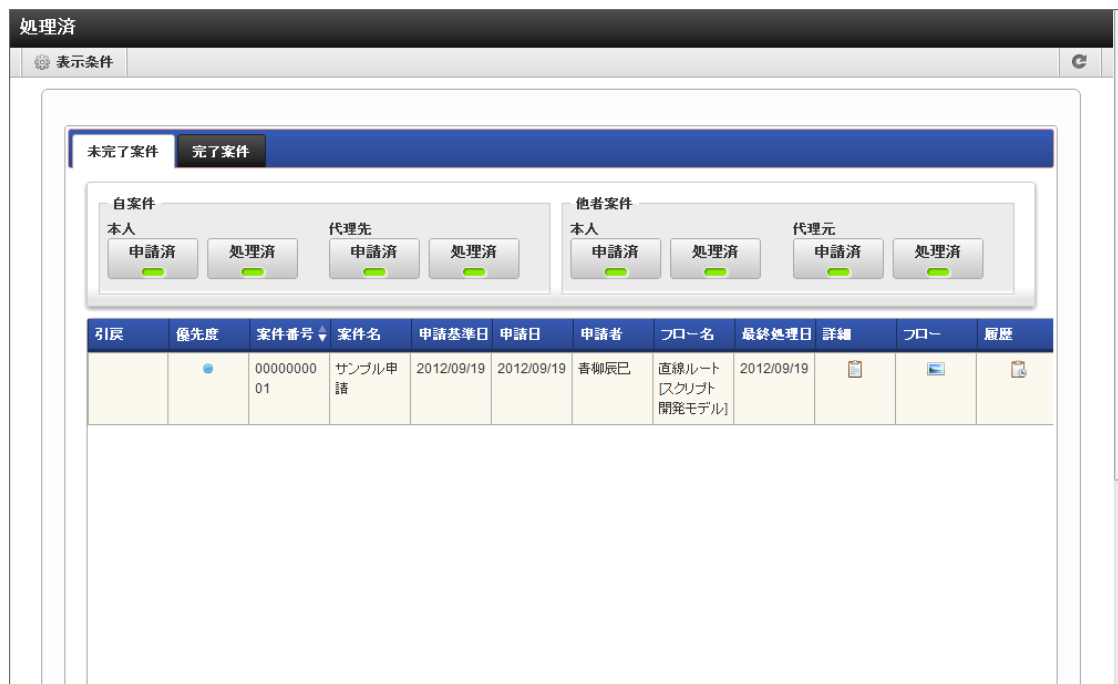 処理済
表示条件
未完了案件 完了案件
自案件 他者案件
本人 代理先 本人 代理元
申請済 処理済 申請済 処理済 申請済 処理済 申請済 処理済
引戻 優先度 案件番号 案件名 申請基準日 申請日 申請者 フロー名 最終処理日 詳細 フロー 履歴
00000000 サンプル申 2012/09/19 2012/09/19 青柳辰巳 直線ルート 2012/09/19
01 請 [スクリプト
開発モデル]